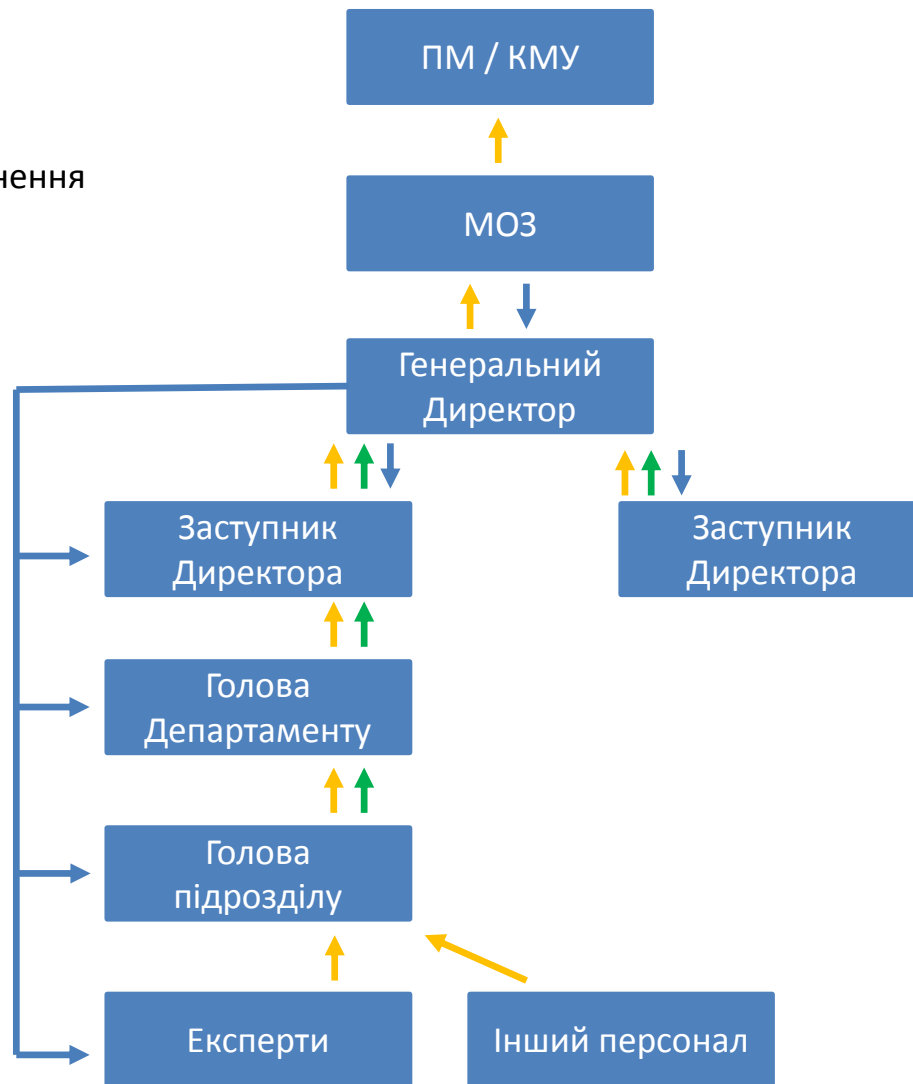 ПМ / КМУ
нення
МОЗ
Генеральний
Директор
Заступник
Директора
Заступник
Директора
Голова
Департаменту
Голова
підрозділу
Експерти
Інший персонал